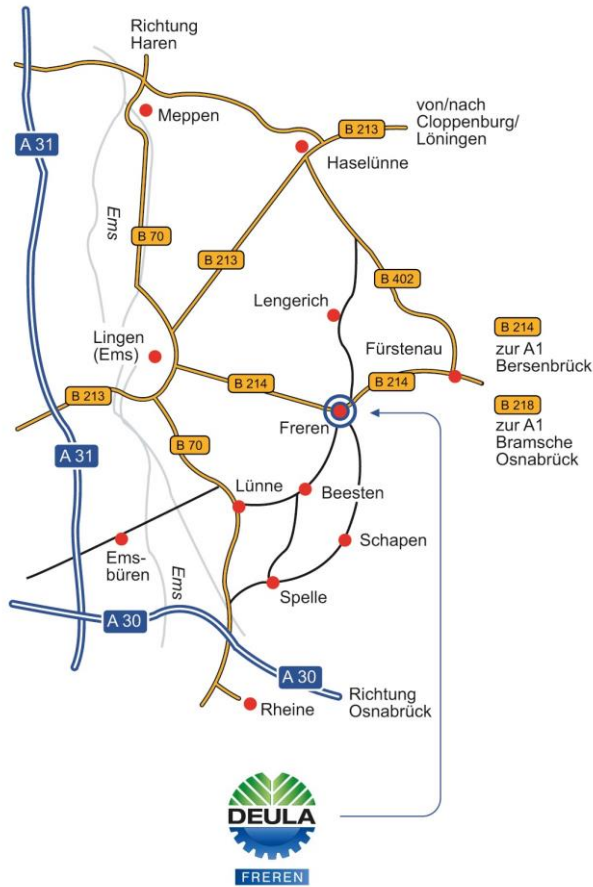 Richtung
Haren
A 31
Meppen
B 213
von/nach
Cloppenburg/
Löningen
Haselünne
Ems
B 70
B 213
B 402
Lengerich
B 214
zur A1
Bersenbrück
Lingen
(Ems)
Fürstenau
B 214
B 214
B 213
B 218
zur A1
Bramsche
Osnabrück
Freren
B 70
A 31
Lünne
Beesten
Schapen
Ems-
büren
Ems
Spelle
A 30
A 30
Richtung
Osnabrück
Rheine
DEULA
FREREN